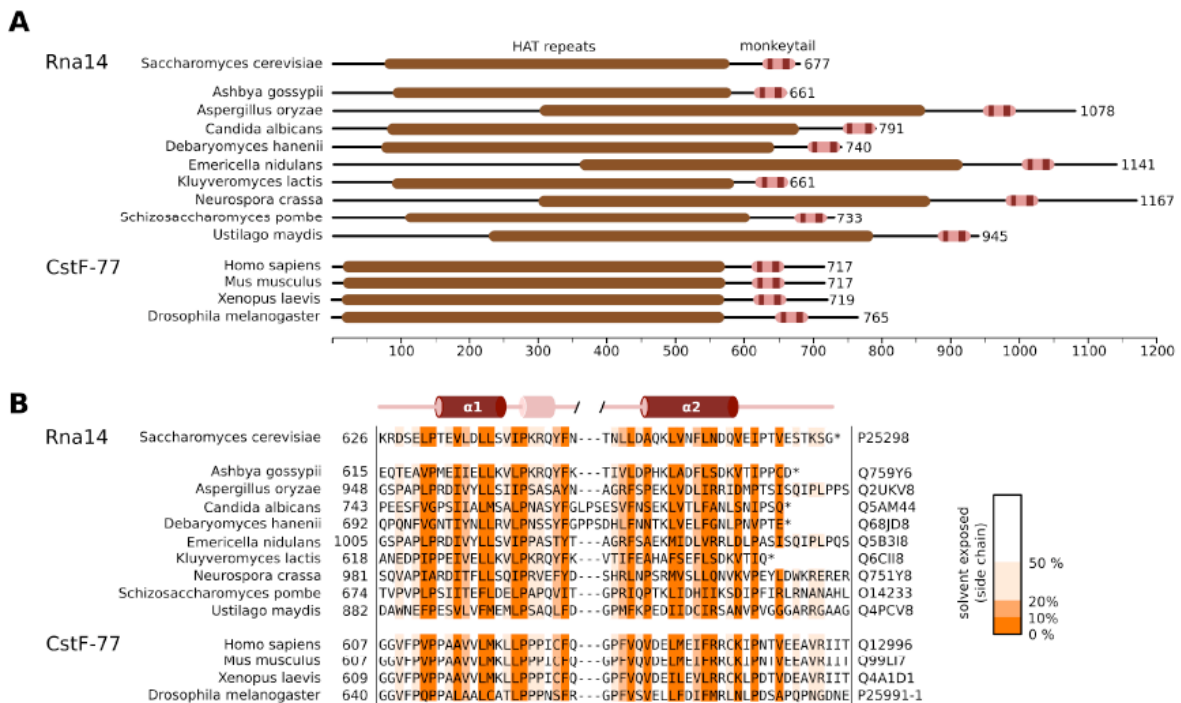 A
HAT repeats monkeytail
Rna14 Saccharomyces cerevisiae 677
Ashbya gossypii 661
Aspergillus oryzae 1078
Candida albicans 791
Debaryomyces hanenii 740
Emericella nidulans 1141
Kluyveromyces lactis 661
Neurospora crassa 1167
Schizosaccharomyces pombe 733
Ustilago maydis 945
CstF-77 Homo sapiens 717
Mus musculus 717
Xenopus laevis 719
Drosophila melanogaster 765
100 200 300 400 500 600 700 800 900 1000 1100 1200
B
α1 / / α2
Rna14 Saccharomyces cerevisiae 626 KRDSELPTEVLDLLSVIPKRQYFN---TNLLDAQKLVNFLNDQVEIPTVESTKSG* P25298
Ashbya gossypii 615 EQTEAVPMEIIELLKVLPKRQYFK---TIVLDPHKLADFLSDKVTIPPCD* Q759Y6
Aspergillus oryzae 948 GSPAPLPRDIVYLLSIIPSASAYN---AGRFSPEKLVDLIRRIDMPTSISQIPLPPS Q2UKV8
Candida albicans 743 PEESFVGPSIIALMSALPNASYFGLPSEVSFNSEKLVTLFANLSNIPSQ* Q5AM44
Debaryomyces hanenii 692 QPQNFVGNTIYNLLRVLPNSSYFGPPSDHLFNNTKLVELFGNLPNVPTE* Q68JD8
Emericella nidulans 1005 GSPAPLPRDIVYLLSVIPPASTYT---AGRFSAEKMIDLVRRLDLPASISQIPLPQS Q5B3I8
Kluyveromyces lactis 618 ANEDPIPPEIVELLKVLPKRQYFK---VTIFEAHAFSEFLSDKVTIQ* Q6CII8
Neurospora crassa 981 SQVAPIARDITFLLSQIPRVEFYD---SHRLNPSRMVSLLQNVKVPEYLDWKRERER Q751Y8
Schizosaccharomyces pombe 674 TVPVPLPSIITEFLDELPAPQVIT---GPRIQPTKLIDHIIKSDIPFIRLRNANAHL O14233
Ustilago maydis 882 DAWNEFPESVLVFMEMLPSAQLFD---GPMFKPEDIIDCIRSANVPVGGGARRGAAG Q4PCV8
CstF-77 Homo sapiens 607 GGVFPVPPAAVVLMKLLPPPICFQ---GPFVQVDELMEIFRRCKIPNTVEEAVRIIT Q12996
Mus musculus 607 GGVFPVPPAAVVLMKLLPPPICFQ---GPFVQVDELMEIFRRCKIPNTVEEAVRIIT Q99LI7
Xenopus laevis 609 GGVFPVPPAAVVLMKLLPPPICFQ---GPFVQVDEILEVLRRCKLPDTVDEAVRIIT Q4A1D1
Drosophila melanogaster 640 GGVFPQPPALAALCATLPPPNSFR---GPFVSVELLFDIFMRLNLPDSAPQPNGDNE P25991-1
solvent exposed
(side chain)
50 %
20%
10%
0 %